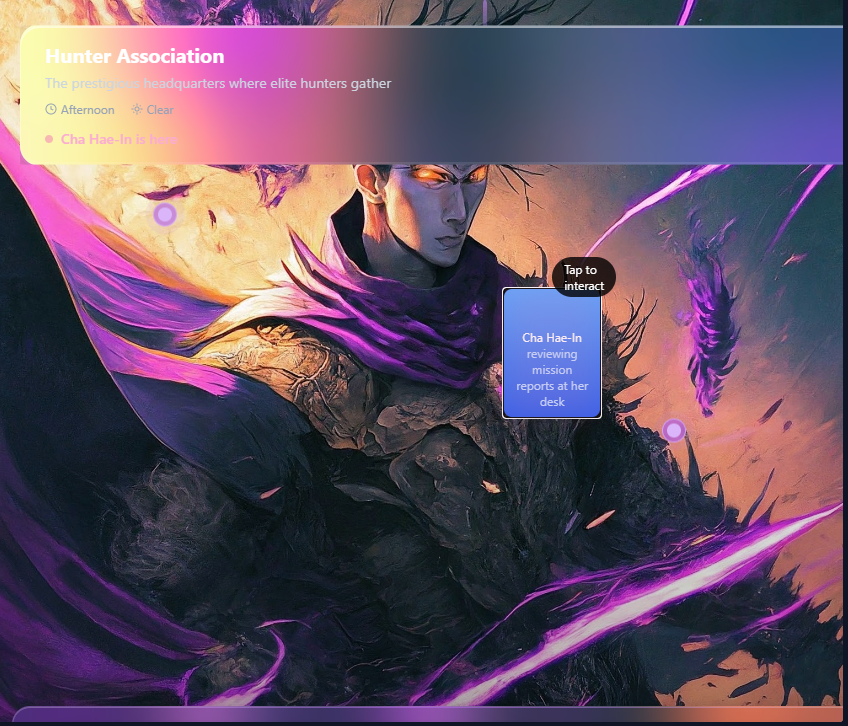 Hunter Association
The prestigious headquarters where elite hunters gather
Afternoon Clear
Cha Hae-In is here
Tap to
interact
Cha Hae-In
reviewing
mission
reports at her
desk